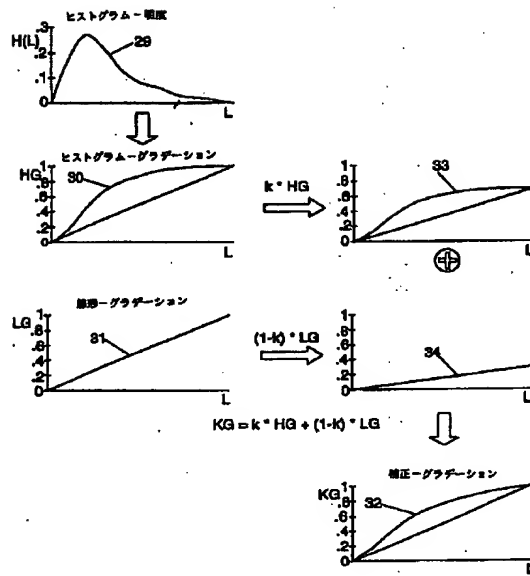 ヒストグラム－明度
H(L)
.3
.2
.1
0
29
L
ヒストグラム－グラデーション
HG
1
.8
.6
.4
.2
0
30
L
k * HG
1
.8
.6
.4
.2
0
33
L
線形－グラデーション
LG
1
.8
.6
.4
.2
0
31
L
(1-k) * LG
1
.8
.6
.4
.2
0
34
L
KG = k * HG + (1-k) * LG
補正－グラデーション
KG
1
.8
.6
.4
.2
0
32
L